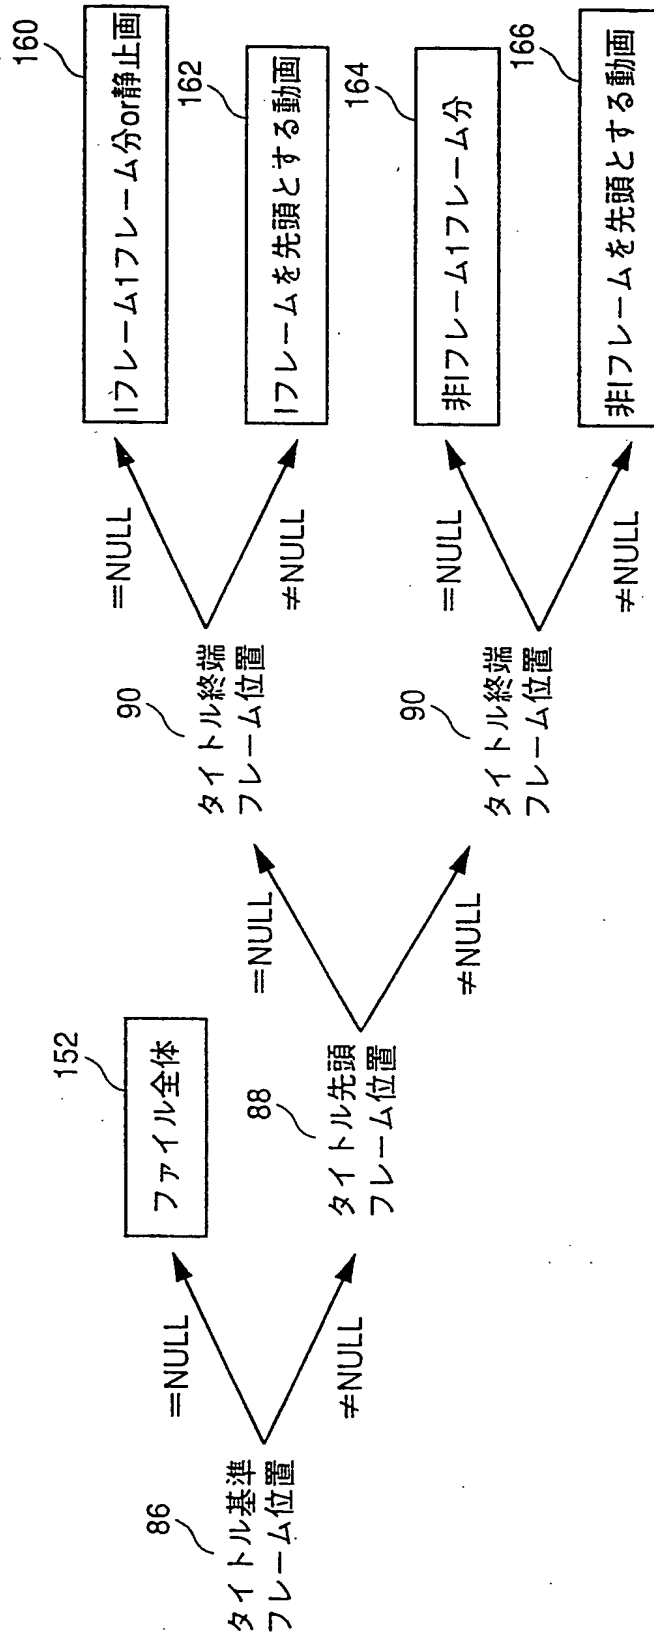 86
タイトル基準
フレーム位置
=NULL
≠NULL
152
ファイル全体
88
タイトル先頭
フレーム位置
=NULL
≠NULL
90
タイトル終端
フレーム位置
=NULL
≠NULL
90
タイトル終端
フレーム位置
=NULL
≠NULL
160
Iフレーム1フレーム分or静止画
162
Iフレームを先頭とする動画
164
非Iフレーム1フレーム分
166
非Iフレームを先頭とする動画